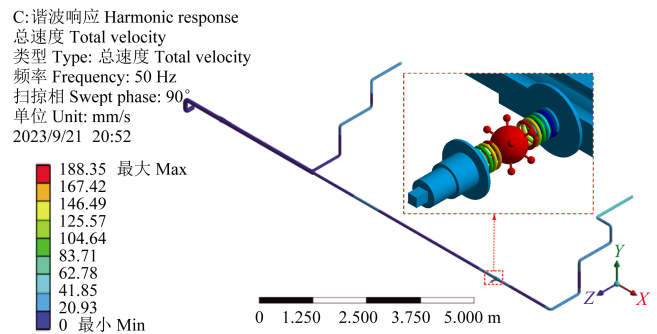 C:谐波响应 Harmonic response
总速度 Total velocity
类型 Type: 总速度 Total velocity
频率 Frequency: 50 Hz
扫掠相 Swept phase: 90°
单位 Unit: mm/s
2023/9/21 20:52
188.35 最大 Max
167.42
146.49
125.57
104.64
83.71
62.78
41.85
20.93
0 最小 Min
0 1.250 2.500 3.750 5.000 m
Y
Z
X